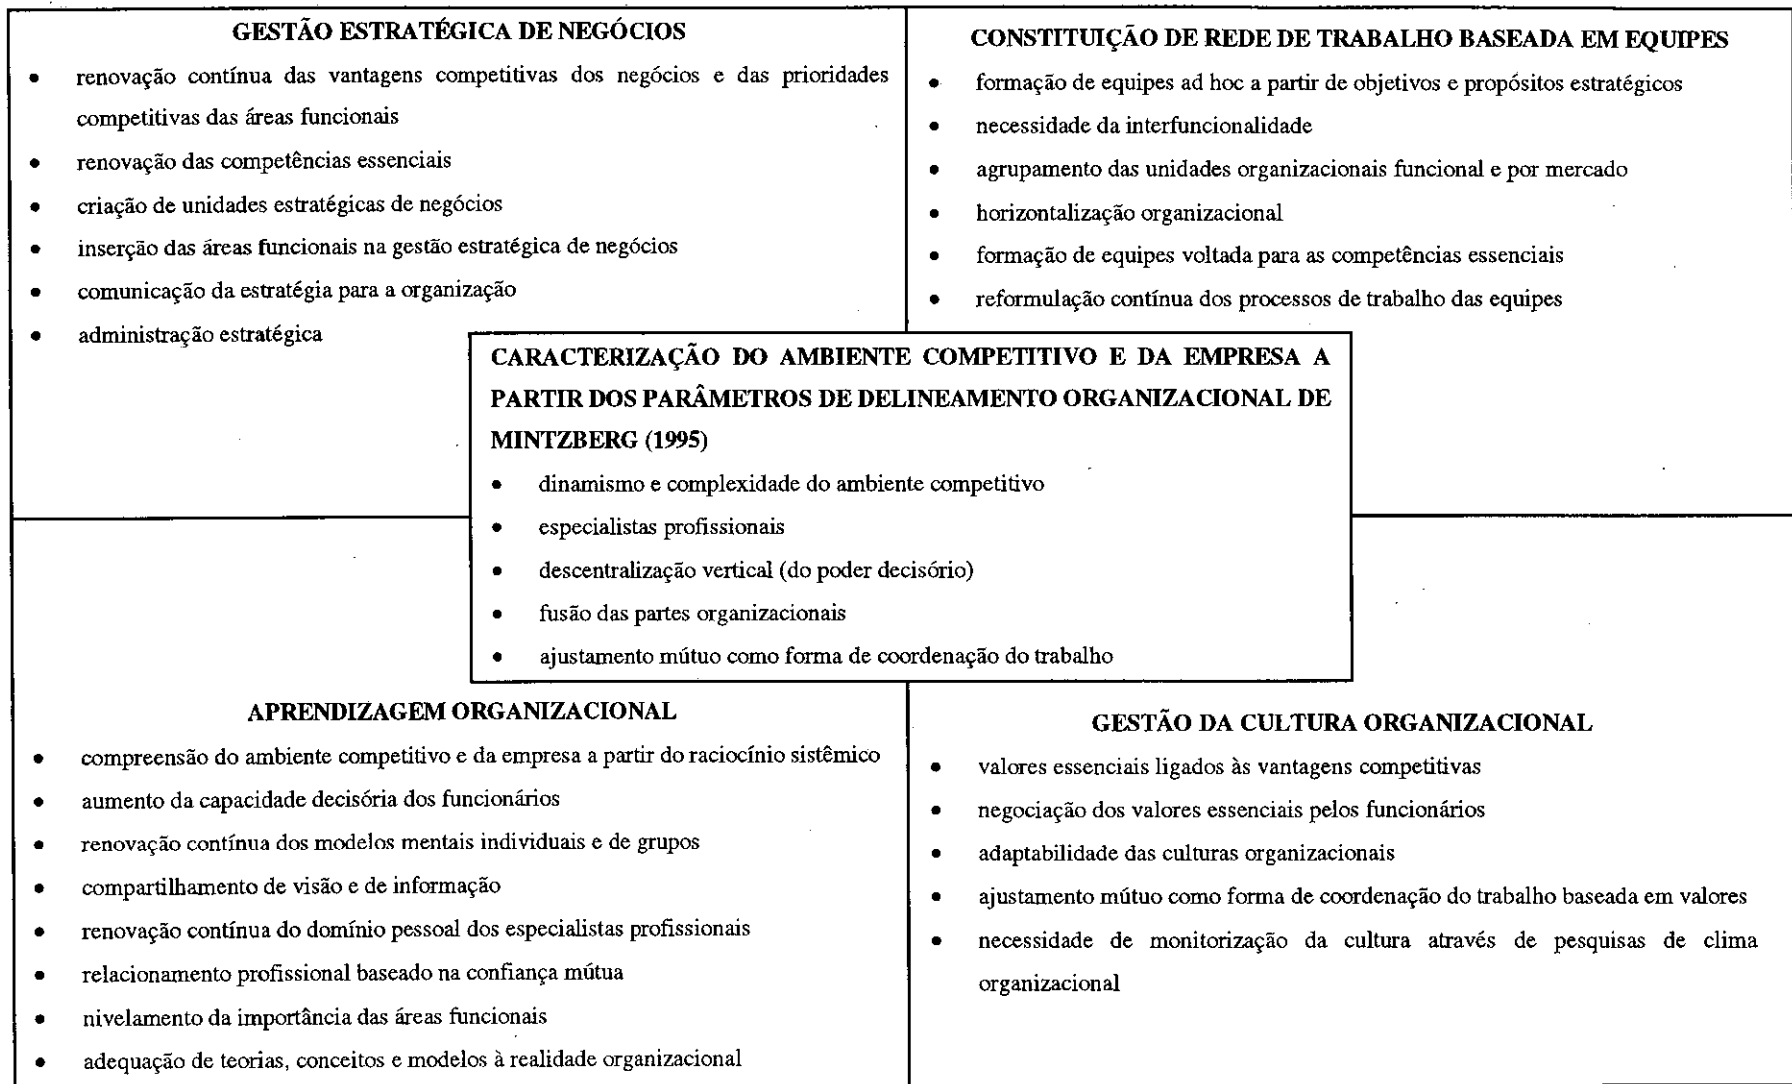 GESTÃO ESTRATÉGICA DE NEGÓCIOS
• renovação contínua das vantagens competitivas dos negócios e das prioridades
competitivas das áreas funcionais
• renovação das competências essenciais
• criação de unidades estratégicas de negócios
• inserção das áreas funcionais na gestão estratégica de negócios
• comunicação da estratégia para a organização
• administração estratégica
CONSTITUIÇÃO DE REDE DE TRABALHO BASEADA EM EQUIPES
• formação de equipes ad hoc a partir de objetivos e propósitos estratégicos
• necessidade da interfuncionalidade
• agrupamento das unidades organizacionais funcional e por mercado
• horizontalização organizacional
• formação de equipes voltada para as competências essenciais
• reformulação contínua dos processos de trabalho das equipes
CARACTERIZAÇÃO DO AMBIENTE COMPETITIVO E DA EMPRESA A
PARTIR DOS PARÂMETROS DE DELINEAMENTO ORGANIZACIONAL DE
MINTZBERG (1995)
• dinamismo e complexidade do ambiente competitivo
• especialistas profissionais
• descentralização vertical (do poder decisório)
• fusão das partes organizacionais
• ajustamento mútuo como forma de coordenação do trabalho
APRENDIZAGEM ORGANIZACIONAL
• compreensão do ambiente competitivo e da empresa a partir do raciocínio sistêmico
• aumento da capacidade decisória dos funcionários
• renovação contínua dos modelos mentais individuais e de grupos
• compartilhamento de visão e de informação
• renovação contínua do domínio pessoal dos especialistas profissionais
• relacionamento profissional baseado na confiança mútua
• nivelamento da importância das áreas funcionais
• adequação de teorias, conceitos e modelos à realidade organizacional
GESTÃO DA CULTURA ORGANIZACIONAL
• valores essenciais ligados às vantagens competitivas
• negociação dos valores essenciais pelos funcionários
• adaptabilidade das culturas organizacionais
• ajustamento mútuo como forma de coordenação do trabalho baseada em valores
• necessidade de monitorização da cultura através de pesquisas de clima
organizacional